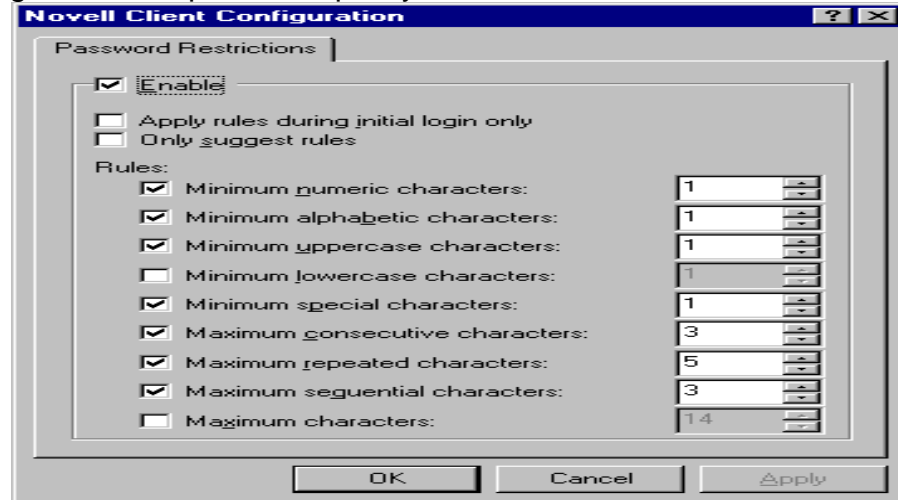 Novell Client Configuration
Password Restrictions
Enable
Apply rules during initial login only
Only suggest rules
Rules:
Minimum numeric characters: 1
Minimum alphabetic characters: 1
Minimum uppercase characters: 1
Minimum lowercase characters: 1
Minimum special characters: 1
Maximum consecutive characters: 3
Maximum repeated characters: 5
Maximum sequential characters: 3
Maximum characters: 14
OK Cancel Apply